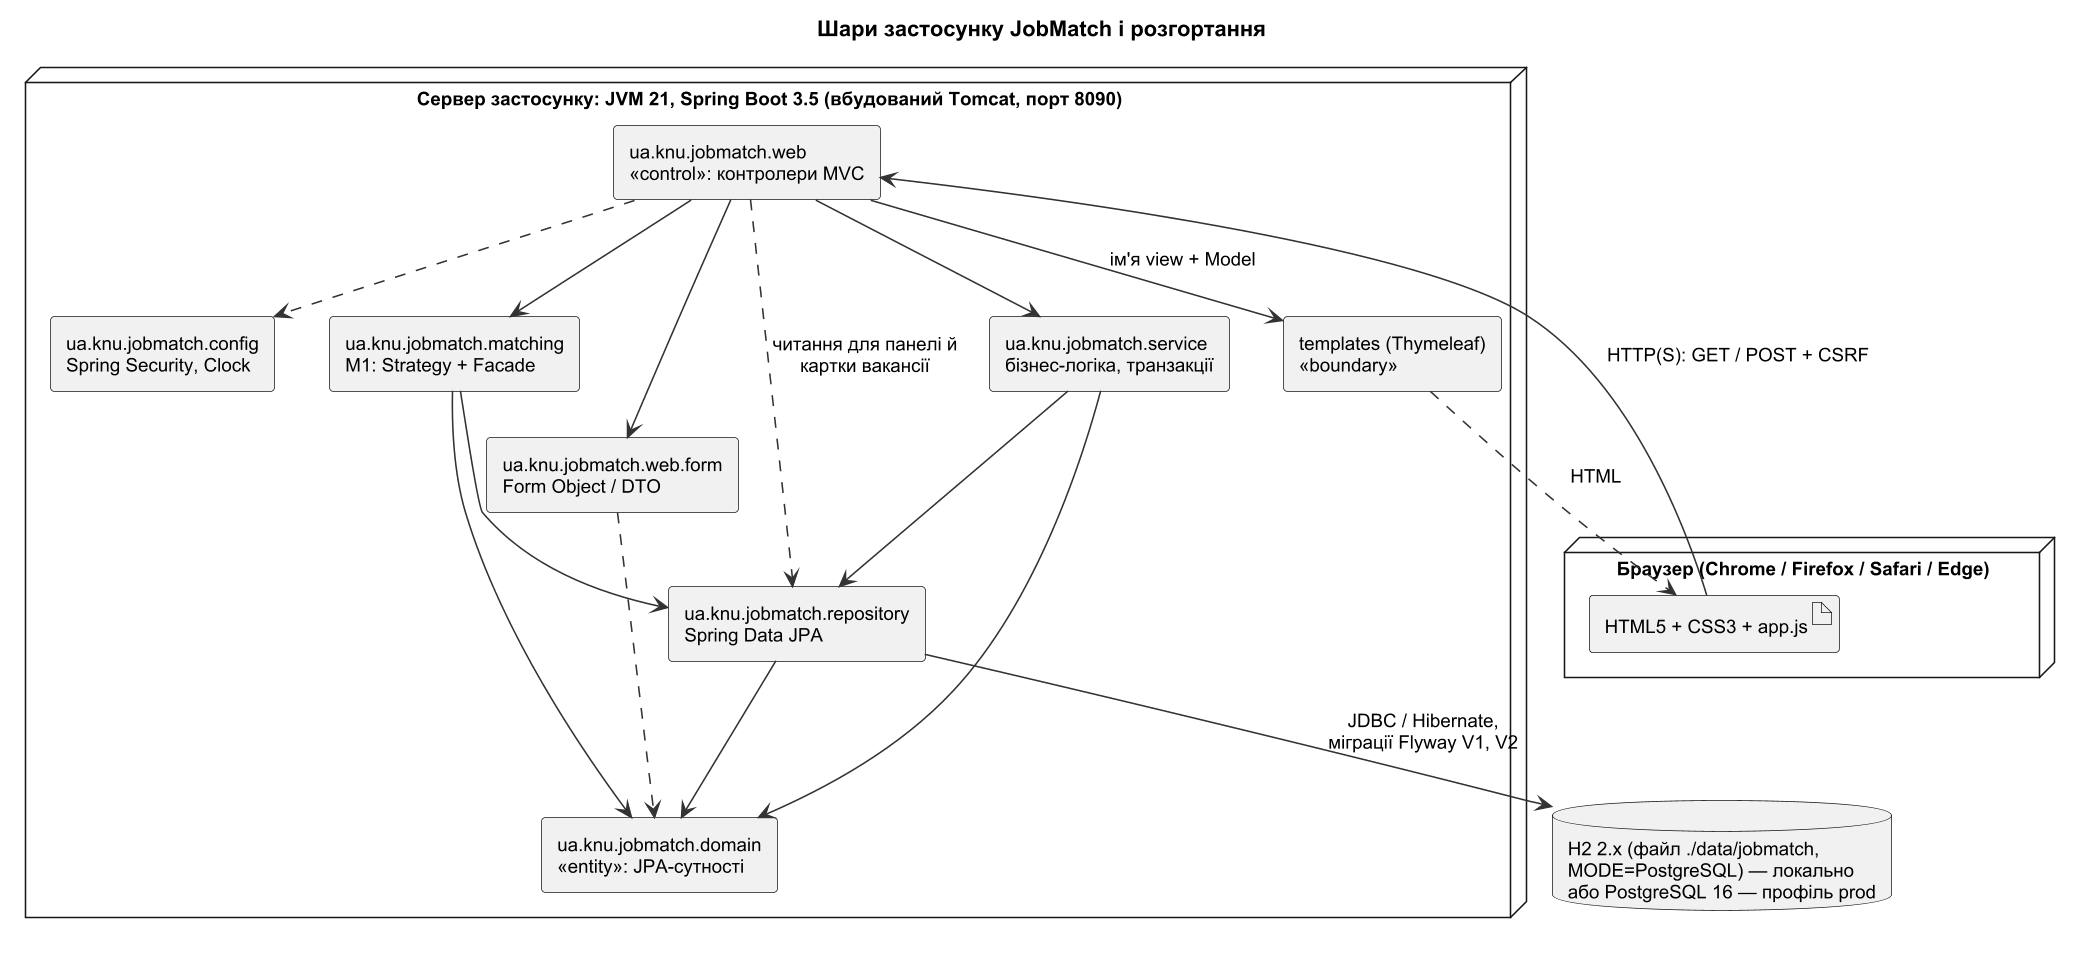 Шари застосунку JobMatch і розгортання
Сервер застосунку: JVM 21, Spring Boot 3.5 (вбудований Tomcat, порт 8090)
ua.knu.jobmatch.web
«control»: контролери MVC
ім'я view + Model
ua.knu.jobmatch.config
Spring Security, Clock
ua.knu.jobmatch.matching
M1: Strategy + Facade
читання для панелі й
картки вакансії
ua.knu.jobmatch.service
бізнес-логіка, транзакції
templates (Thymeleaf)
«boundary»
HTTP(S): GET / POST + CSRF
ua.knu.jobmatch.web.form
Form Object / DTO
HTML
Браузер (Chrome / Firefox / Safari / Edge)
HTML5 + CSS3 + app.js
ua.knu.jobmatch.repository
Spring Data JPA
JDBC / Hibernate,
міграції Flyway V1, V2
ua.knu.jobmatch.domain
«entity»: JPA-сутності
H2 2.x (файл ./data/jobmatch,
MODE=PostgreSQL) — локально
або PostgreSQL 16 — профіль prod